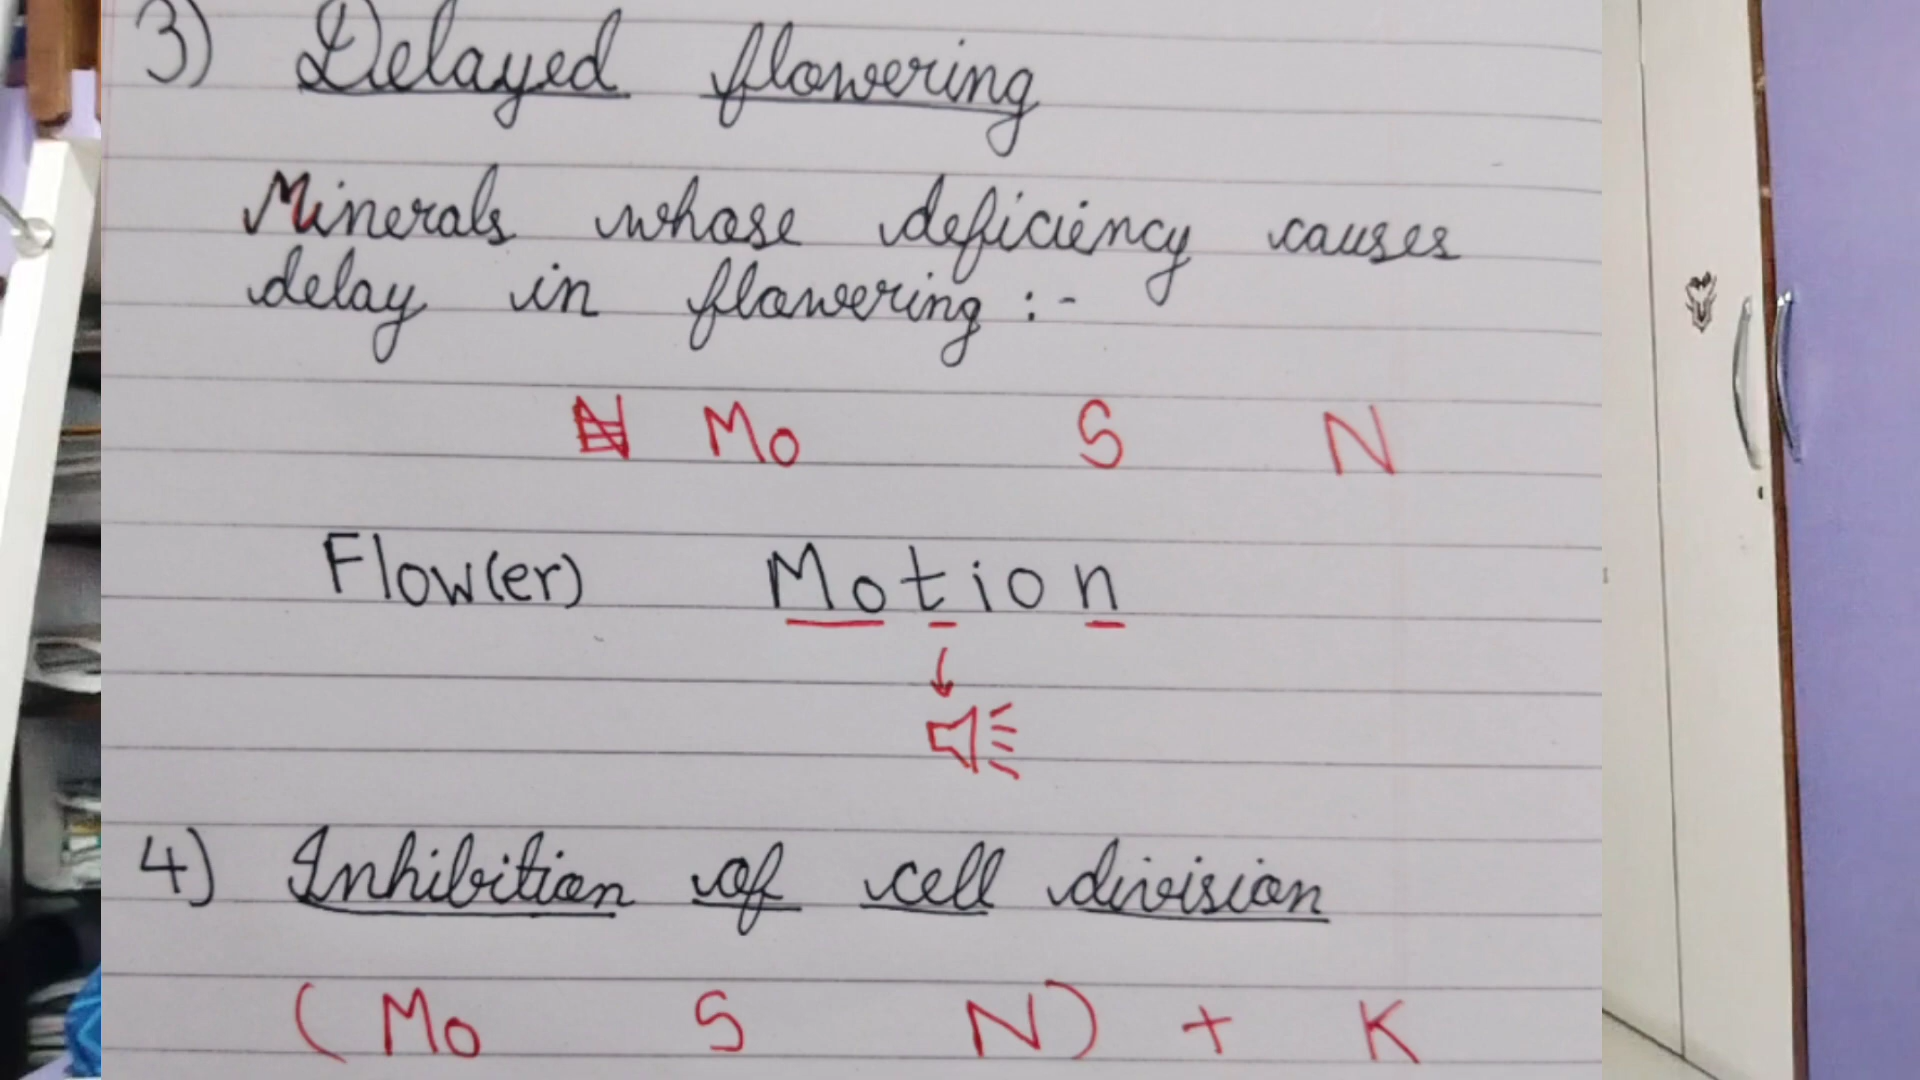 3) Delayed flowering
Minerals whose deficiency causes
delay in flowering :-
Mo S N
Flow(er) Motion
4) Inhibition of cell division
(Mo S N) + K